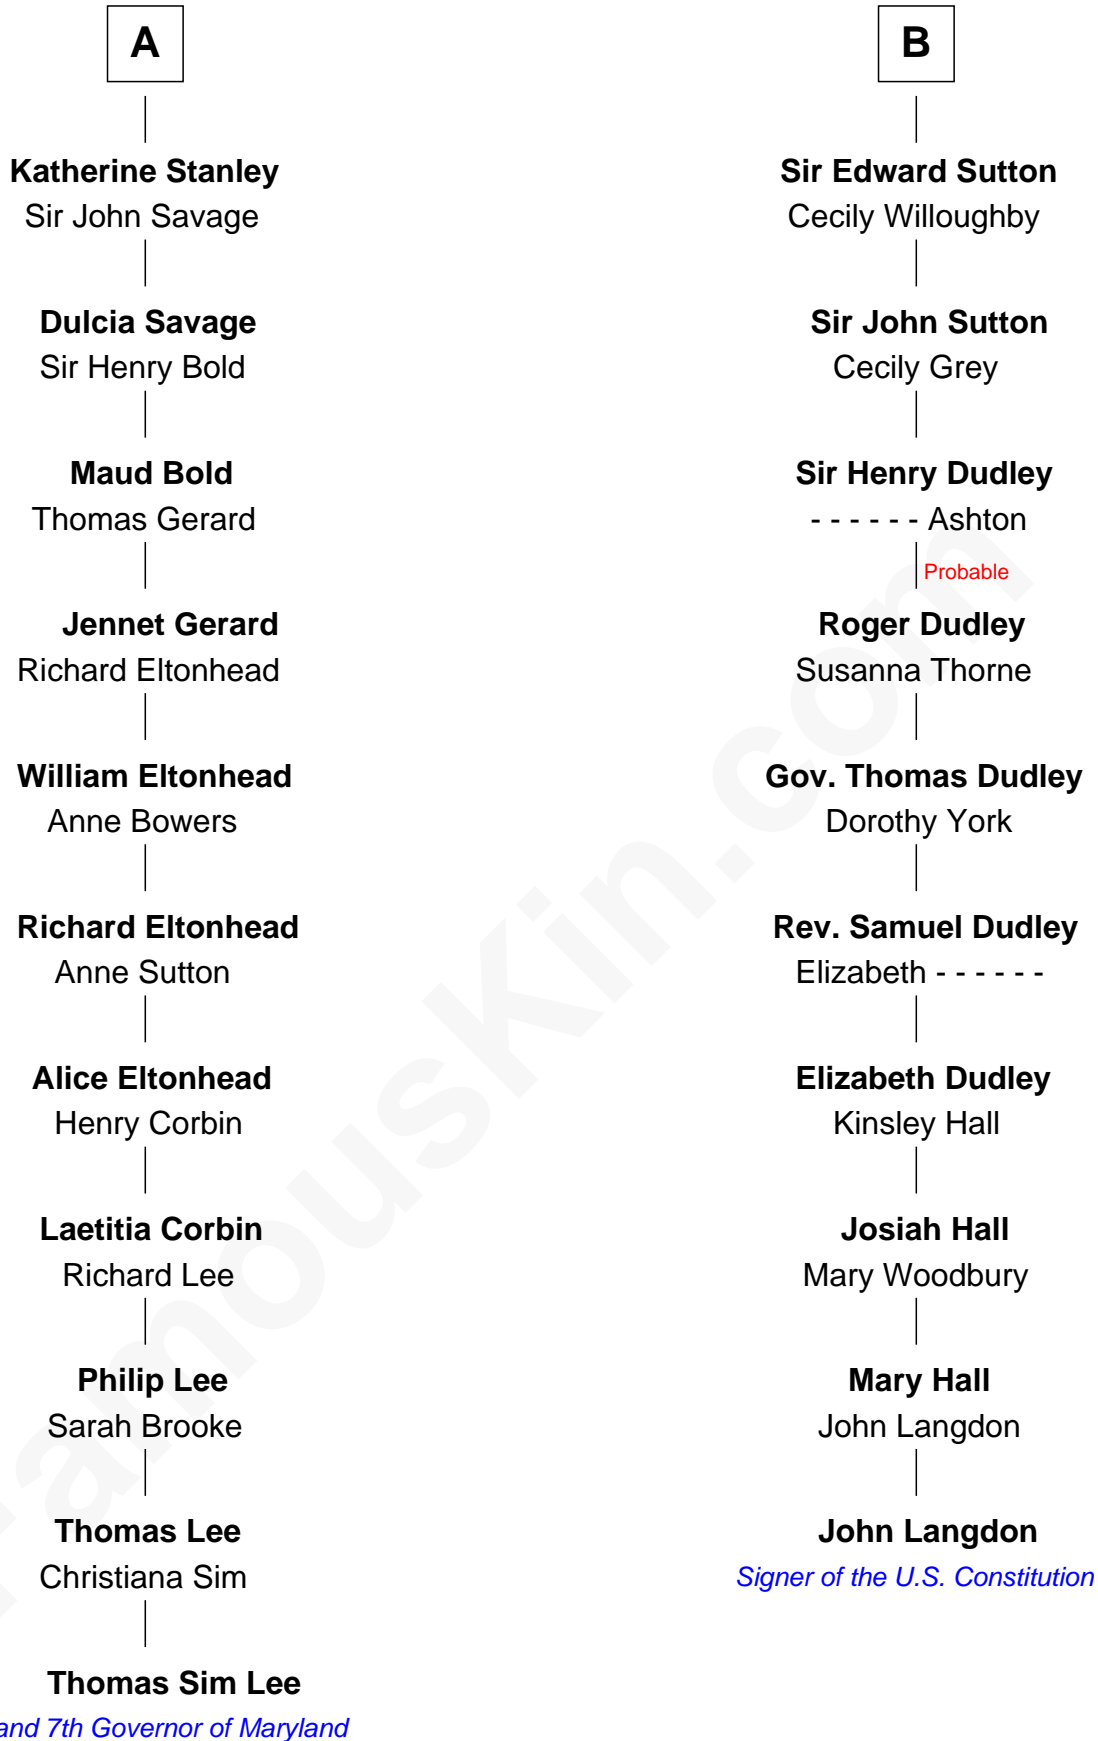 A
Katherine Stanley
Sir John Savage
Dulcia Savage
Sir Henry Bold
Maud Bold
Thomas Gerard
Jennet Gerard
Richard Eltonhead
William Eltonhead
Anne Bowers
Richard Eltonhead
Anne Sutton
Alice Eltonhead
Henry Corbin
Laetitia Corbin
Richard Lee
Philip Lee
Sarah Brooke
Thomas Lee
Christiana Sim
Thomas Sim Lee
and 7th Governor of Maryland
B
Sir Edward Sutton
Cecily Willoughby
Sir John Sutton
Cecily Grey
Sir Henry Dudley
- - - - - - Ashton
Probable
Roger Dudley
Susanna Thorne
Gov. Thomas Dudley
Dorothy York
Rev. Samuel Dudley
Elizabeth - - - - - -
Elizabeth Dudley
Kinsley Hall
Josiah Hall
Mary Woodbury
Mary Hall
John Langdon
John Langdon
Signer of the U.S. Constitution
FamousKin.com